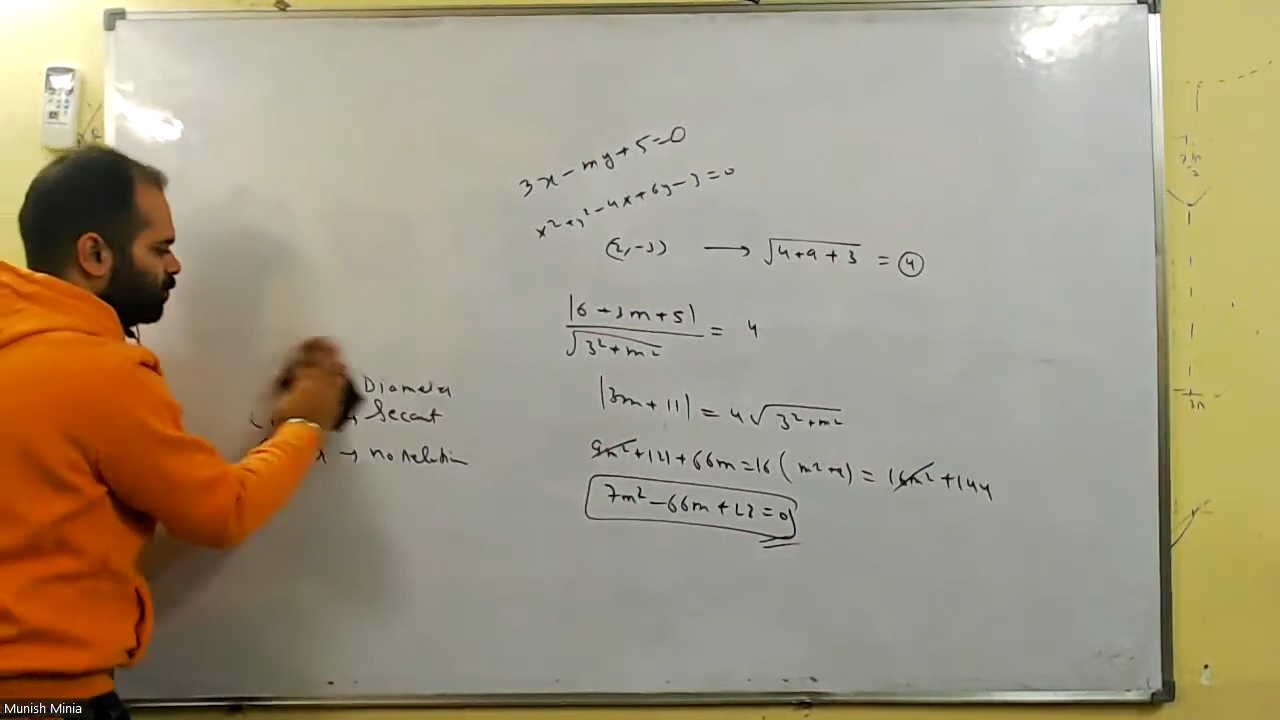 3x - my + 5 = 0
x² + y² - 4x + 6y - 3 = 0
(2, -3) → √4+9+3 = 4
|6 + 3m + 5| / √3² + m² = 4
|3m + 11| = 4√3² + m²
9m² + 121 + 66m = 16(m² + 9) = 16m² + 144
7m² - 66m + 23 = 0
Diameter
→ Secant
→ no relation
Munish Minia